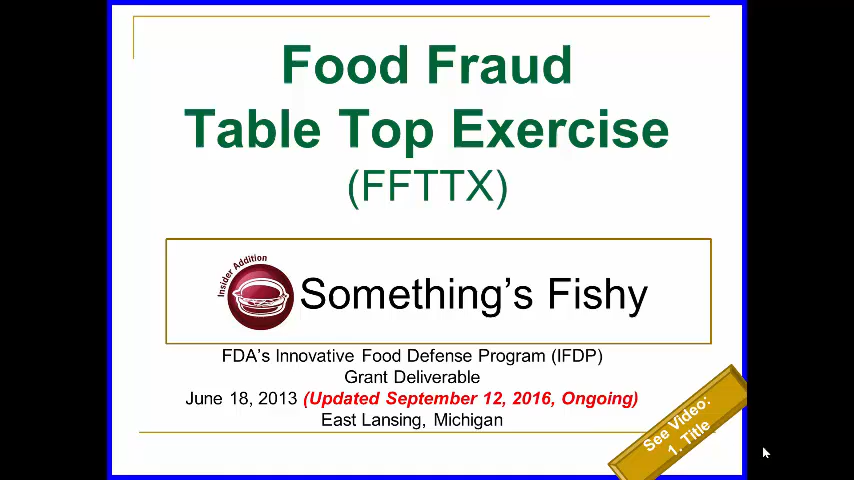 Food Fraud
Table Top Exercise
(FFTTX)
Insider Addition
Something's Fishy
FDA's Innovative Food Defense Program (IFDP)
Grant Deliverable
June 18, 2013 (Updated September 12, 2016, Ongoing)
East Lansing, Michigan
See Video:
1. Title